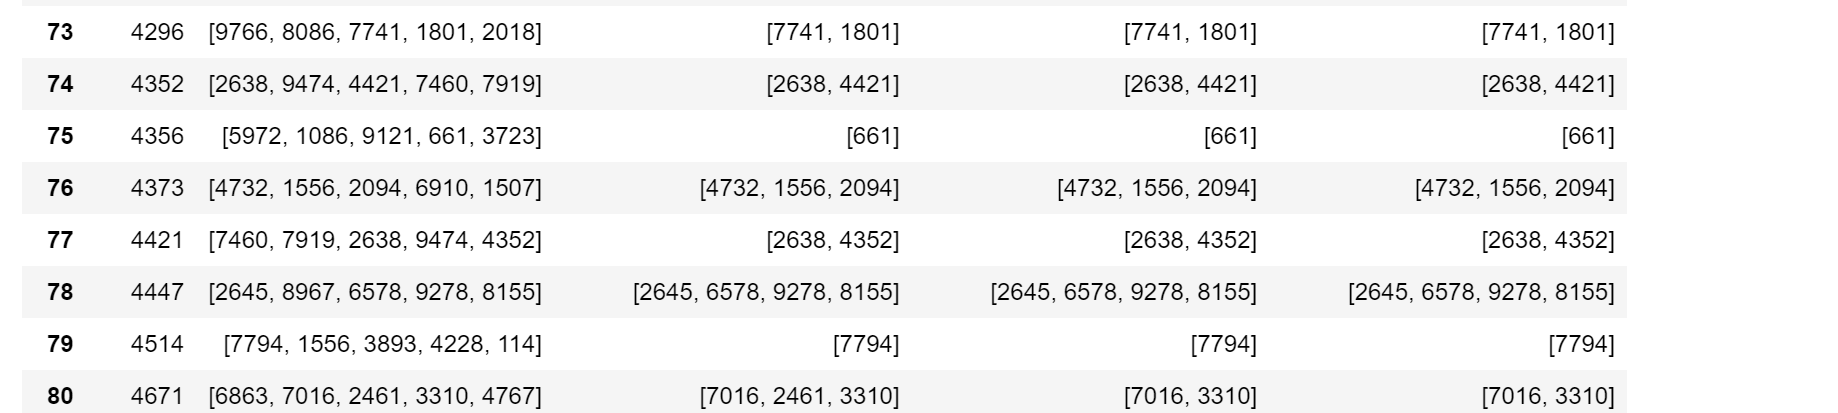 73 4296 [9766, 8086, 7741, 1801, 2018] [7741, 1801] [7741, 1801] [7741, 1801]
74 4352 [2638, 9474, 4421, 7460, 7919] [2638, 4421] [2638, 4421] [2638, 4421]
75 4356 [5972, 1086, 9121, 661, 3723] [661] [661] [661]
76 4373 [4732, 1556, 2094, 6910, 1507] [4732, 1556, 2094] [4732, 1556, 2094] [4732, 1556, 2094]
77 4421 [7460, 7919, 2638, 9474, 4352] [2638, 4352] [2638, 4352] [2638, 4352]
78 4447 [2645, 8967, 6578, 9278, 8155] [2645, 6578, 9278, 8155] [2645, 6578, 9278, 8155] [2645, 6578, 9278, 8155]
79 4514 [7794, 1556, 3893, 4228, 114] [7794] [7794] [7794]
80 4671 [6863, 7016, 2461, 3310, 4767] [7016, 2461, 3310] [7016, 3310] [7016, 3310]